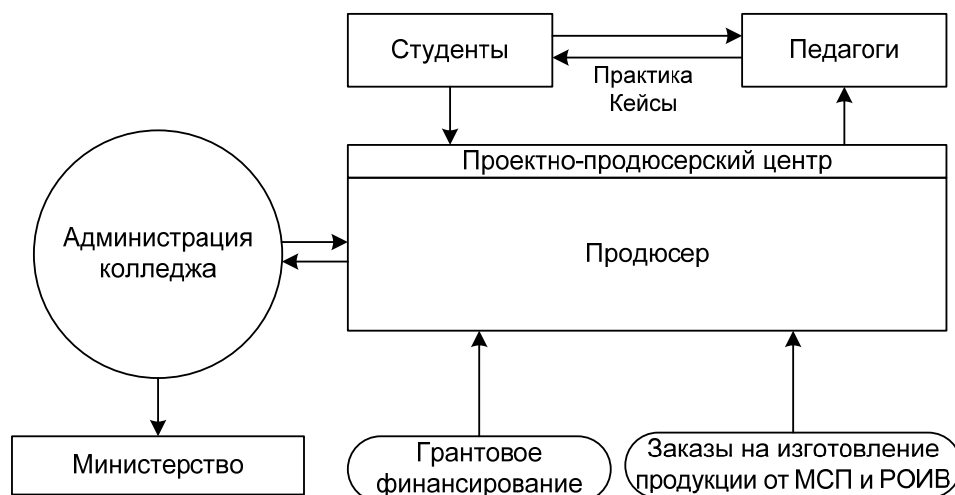 Студенты
Педагоги
Практика
Кейсы
Проектно-продюсерский центр
Администрация
колледжа
Продюсер
Министерство
Грантовое
финансирование
Заказы на изготовление
продукции от МСП и РОИВ